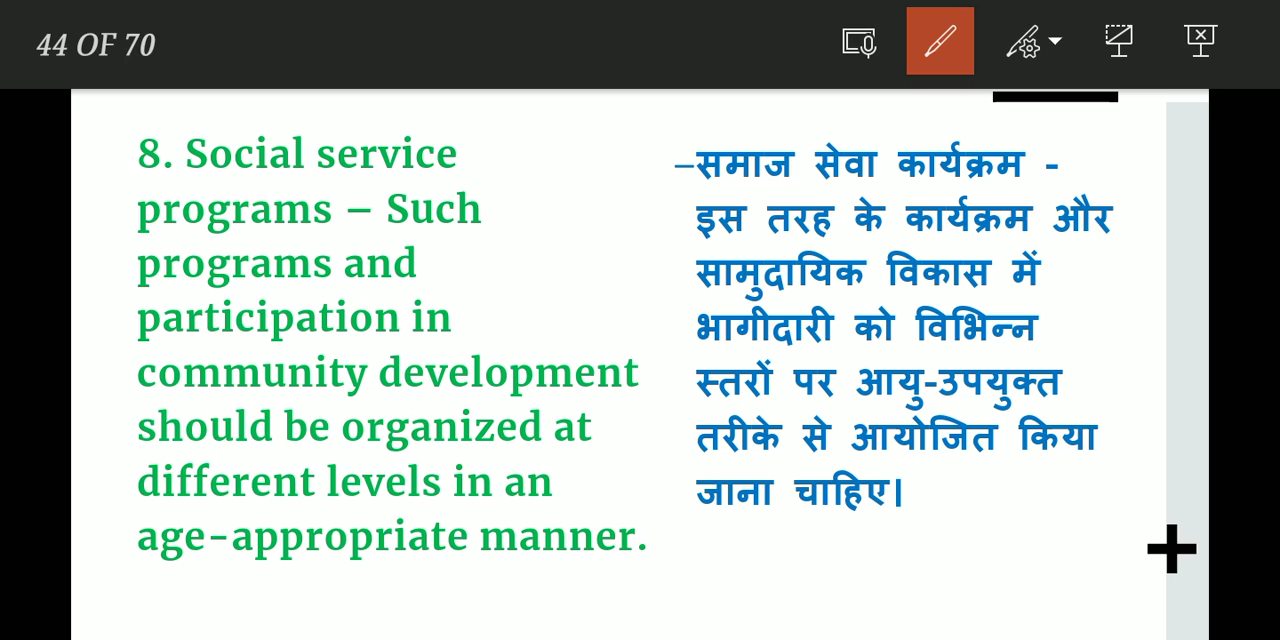 44 OF 70
8. Social service
programs – Such
programs and
participation in
community development
should be organized at
different levels in an
age-appropriate manner.
–समाज सेवा कार्यक्रम -
इस तरह के कार्यक्रम और
सामुदायिक विकास में
भागीदारी को विभिन्न
स्तरों पर आयु-उपयुक्त
तरीके से आयोजित किया
जाना चाहिए।